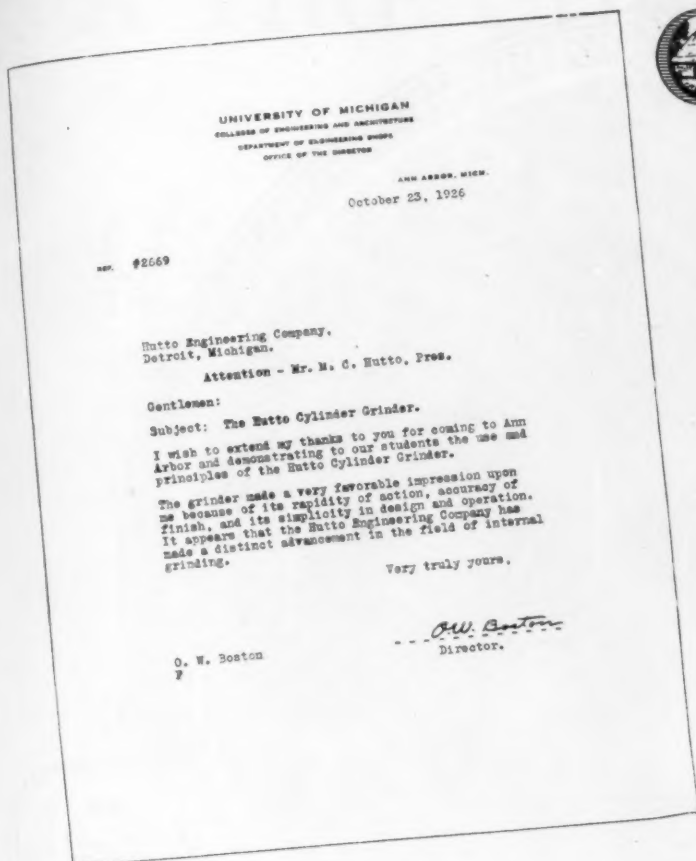 UNIVERSITY OF MICHIGAN
COLLEGES OF ENGINEERING AND ARCHITECTURE
DEPARTMENT OF ENGINEERING SHOPS
OFFICE OF THE DIRECTOR
ANN ARBOR, MICH.
October 23, 1926
REF. #2669
Hutto Engineering Company,
Detroit, Michigan.
Attention - Mr. M. C. Hutto, Pres.
Gentlemen:
Subject: The Hutto Cylinder Grinder.
I wish to extend my thanks to you for coming to Ann
Arbor and demonstrating to our students the use and
principles of the Hutto Cylinder Grinder.
The grinder made a very favorable impression upon
me because of its rapidity of action, accuracy of
finish, and its simplicity in design and operation.
It appears that the Hutto Engineering Company has
made a distinct advancement in the field of internal
grinding.
Very truly yours,
O.W. Boston
Director.
O. W. Boston
P